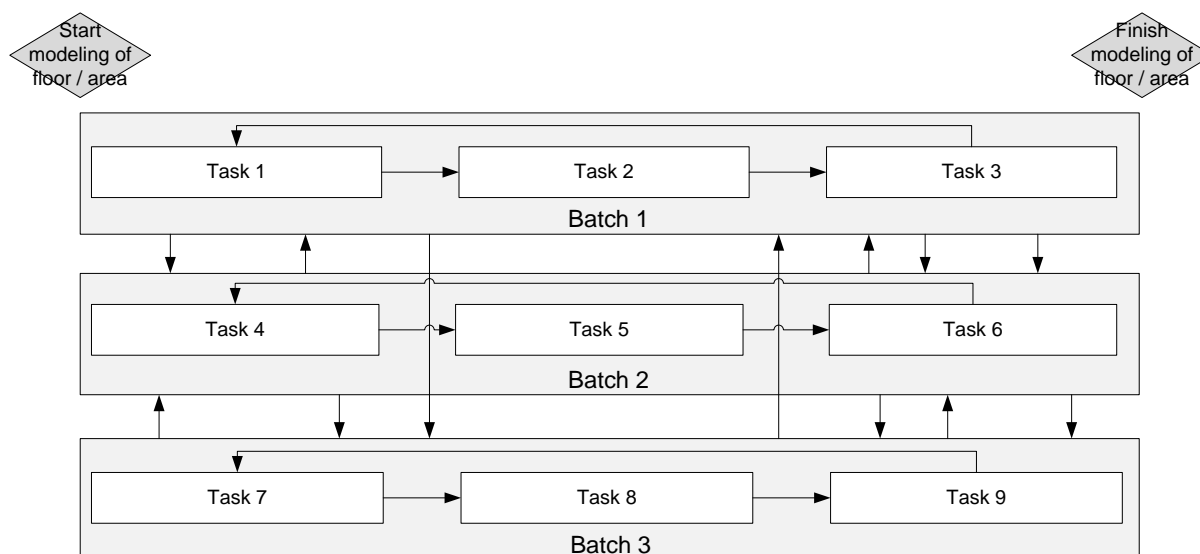 Start
modeling of
floor / area
Finish
modeling of
floor / area
Task 1
Task 2
Task 3
Batch 1
Task 4
Task 5
Task 6
Batch 2
Task 7
Task 8
Task 9
Batch 3